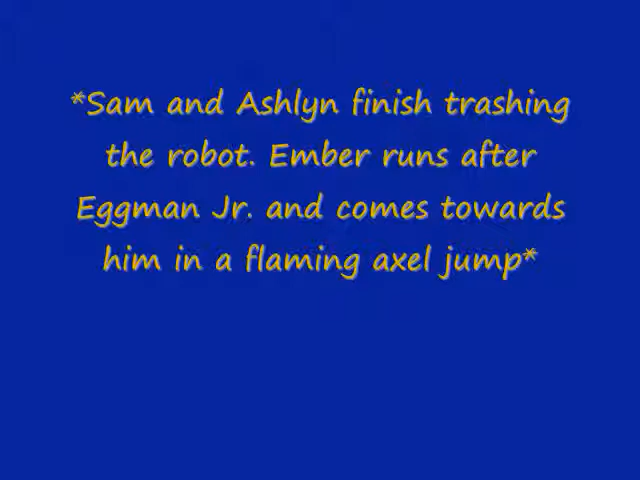 *Sam and Ashlyn finish trashing
the robot. Ember runs after
Eggman Jr. and comes towards
him in a flaming axel jump*